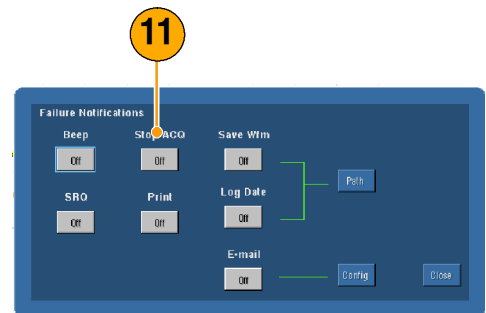 11
Failure Notifications
Beep Stop ACQ Save Wfm
Off Off Off
Path
SRQ Print Log Date
Off Off Off
E-mail
Off Config Close